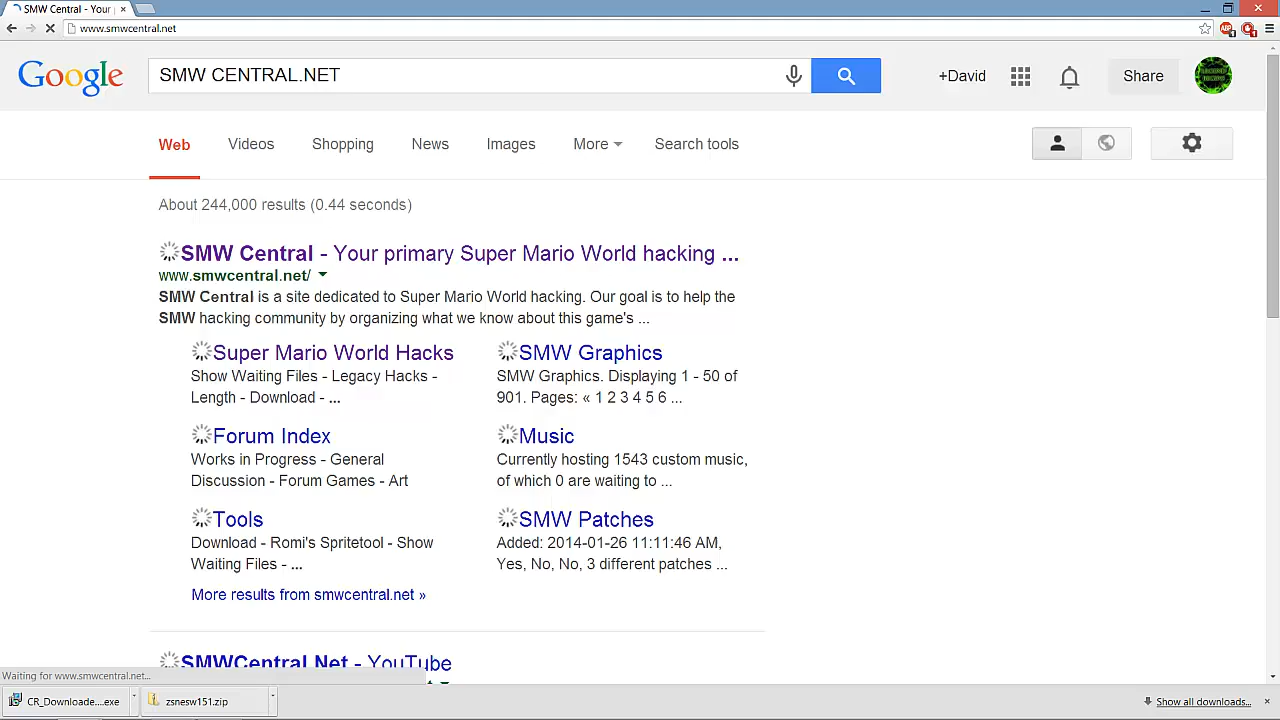 SMW Central - Your p
www.smwcentral.net
Google
SMW CENTRAL.NET
+David
Share
Web
Videos
Shopping
News
Images
More
Search tools
About 244,000 results (0.44 seconds)
SMW Central - Your primary Super Mario World hacking ...
www.smwcentral.net/
SMW Central is a site dedicated to Super Mario World hacking. Our goal is to help the
SMW hacking community by organizing what we know about this game's ...
Super Mario World Hacks
Show Waiting Files - Legacy Hacks -
Length - Download - ...
SMW Graphics
SMW Graphics. Displaying 1 - 50 of
901. Pages: « 1 2 3 4 5 6 ...
Forum Index
Works in Progress - General
Discussion - Forum Games - Art
Music
Currently hosting 1543 custom music,
of which 0 are waiting to ...
Tools
Download - Romi's Spritetool - Show
Waiting Files - ...
SMW Patches
Added: 2014-01-26 11:11:46 AM,
Yes, No, No, 3 different patches ...
More results from smwcentral.net »
SMWCentral.Net - YouTube
Waiting for www.smwcentral.net...
CR_Downloade....exe
zsnesw151.zip
Show all downloads...